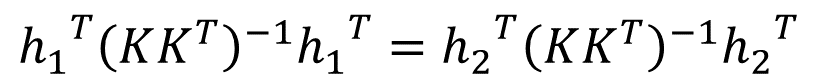 h₁ᵀ(KKᵀ)⁻¹h₁ᵀ = h₂ᵀ(KKᵀ)⁻¹h₂ᵀ